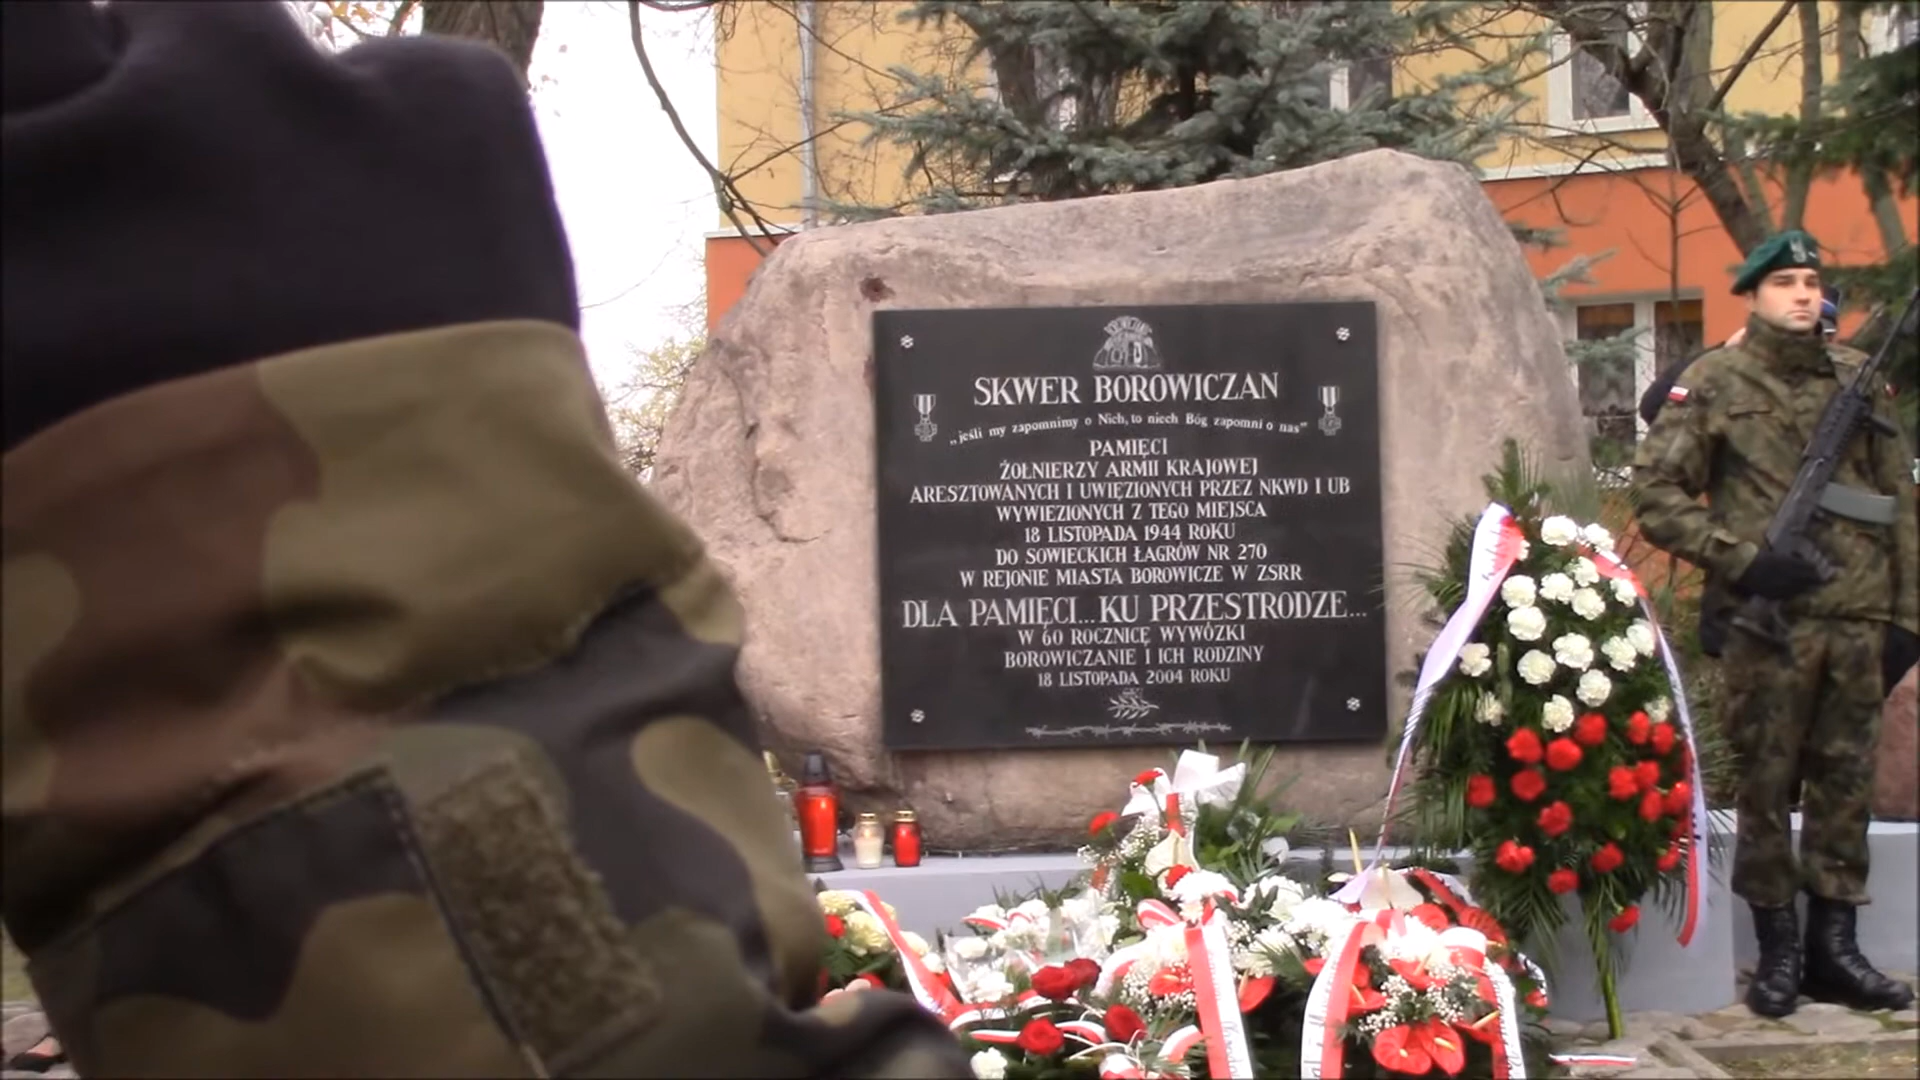 SKWER BOROWICZAN
„jeśli my zapomnimy o Nich, to niech Bóg zapomni o nas"
PAMIĘCI
ŻOŁNIERZY ARMII KRAJOWEJ
ARESZTOWANYCH I UWIĘZIONYCH PRZEZ NKWD I UB
WYWIEZIONYCH Z TEGO MIEJSCA
18 LISTOPADA 1944 ROKU
DO SOWIECKICH ŁAGRÓW NR 270
W REJONIE MIASTA BOROWICZE W ZSRR
DLA PAMIĘCI...KU PRZESTRODZE...
W 60 ROCZNICĘ WYWÓZKI
BOROWICZANIE I ICH RODZINY
18 LISTOPADA 2004 ROKU